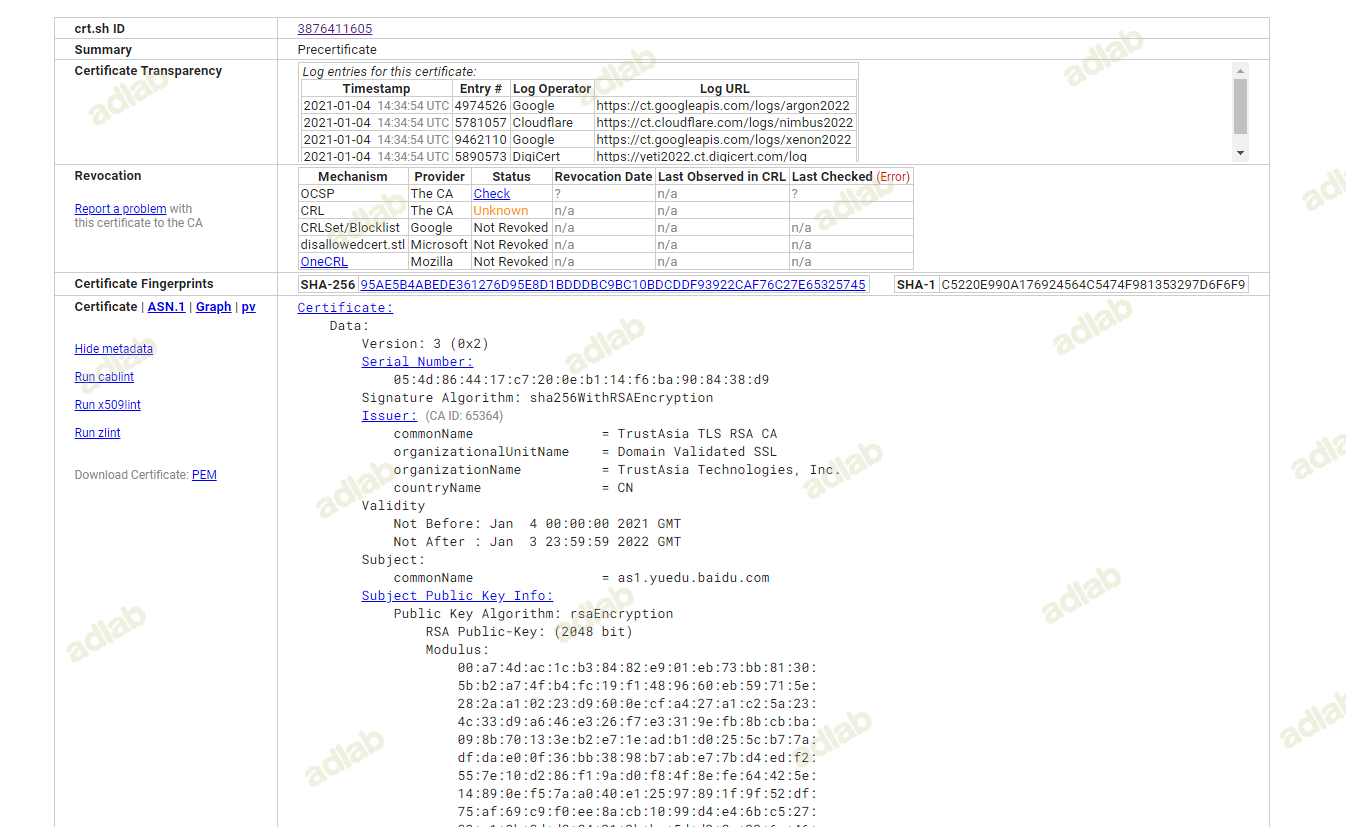 crt.sh ID 3876411605
Summary Precertificate
Certificate Transparency
Log entries for this certificate:
Timestamp Entry # Log Operator Log URL
2021-01-04 14:34:54 UTC 4974526 Google https://ct.googleapis.com/logs/argon2022
2021-01-04 14:34:54 UTC 5781057 Cloudflare https://ct.cloudflare.com/logs/nimbus2022
2021-01-04 14:34:54 UTC 9462110 Google https://ct.googleapis.com/logs/xenon2022
2021-01-04 14:34:54 UTC 5890573 DigiCert https://yeti2022.ct.digicert.com/log
Revocation
Report a problem with
this certificate to the CA
Mechanism Provider Status Revocation Date Last Observed in CRL Last Checked (Error)
OCSP The CA Check ? n/a ?
CRL The CA Unknown n/a n/a
CRLSet/Blocklist Google Not Revoked n/a n/a n/a
disallowedcert.stl Microsoft Not Revoked n/a n/a n/a
OneCRL Mozilla Not Revoked n/a n/a n/a
Certificate Fingerprints SHA-256 95AE5B4ABEDE361276D95E8D1BDDDBC9BC10BDCDDF93922CAF76C27E65325745 SHA-1 C5220E990A176924564C5474F981353297D6F6F9
Certificate | ASN.1 | Graph | pv
Hide metadata
Run cablint
Run x509lint
Run zlint
Download Certificate: PEM
Certificate:
Data:
Version: 3 (0x2)
Serial Number:
05:4d:86:44:17:c7:20:0e:b1:14:f6:ba:90:84:38:d9
Signature Algorithm: sha256WithRSAEncryption
Issuer: (CA ID: 65364)
commonName = TrustAsia TLS RSA CA
organizationalUnitName = Domain Validated SSL
organizationName = TrustAsia Technologies, Inc.
countryName = CN
Validity
Not Before: Jan 4 00:00:00 2021 GMT
Not After : Jan 3 23:59:59 2022 GMT
Subject:
commonName = as1.yuedu.baidu.com
Subject Public Key Info:
Public Key Algorithm: rsaEncryption
RSA Public-Key: (2048 bit)
Modulus:
00:a7:4d:ac:1c:b3:84:82:e9:01:eb:73:bb:81:30:
5b:b2:a7:4f:b4:fc:19:f1:48:96:60:eb:59:71:5e:
28:2a:a1:02:23:d9:60:0e:cf:a4:27:a1:c2:5a:23:
4c:33:d9:a6:46:e3:26:f7:e3:31:9e:fb:8b:cb:ba:
09:8b:70:13:3e:b2:e7:1e:ad:b1:d0:25:5c:b7:7a:
df:da:e0:0f:36:bb:38:98:b7:ab:e7:7b:d4:ed:f2:
55:7e:10:d2:86:f1:9a:d0:f8:4f:8e:fe:64:42:5e:
14:89:0e:f5:7a:a0:40:e1:25:97:89:1f:9f:52:df:
75:af:69:c9:f0:ee:8a:cb:10:99:d4:e4:6b:c5:27:
adlab